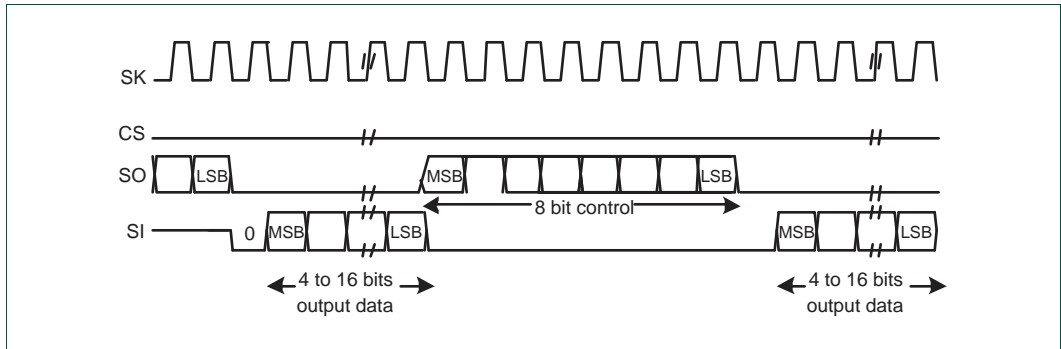 SK
CS
SO
LSB
MSB
LSB
8 bit control
SI
0
MSB
LSB
MSB
LSB
4 to 16 bits
output data
4 to 16 bits
output data